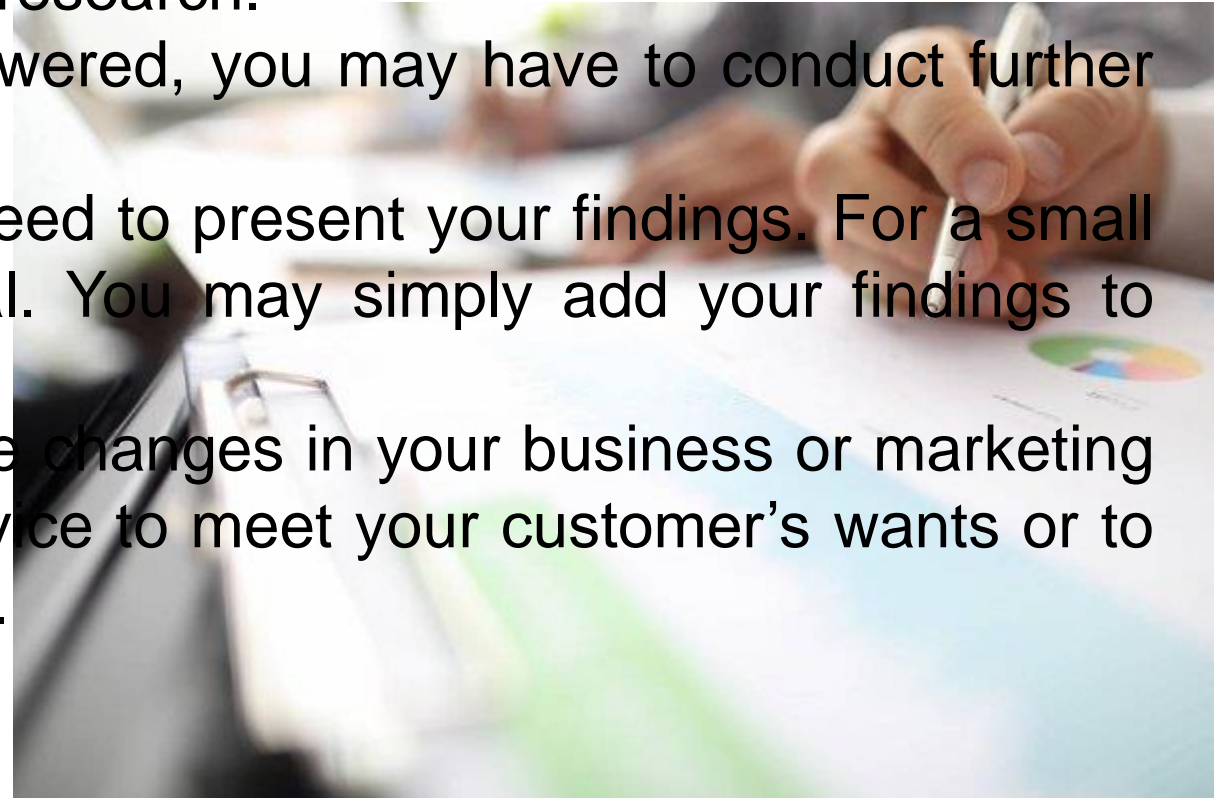 research.
wered, you may have to conduct further
eed to present your findings. For a small
l. You may simply add your findings to
e changes in your business or marketing
vice to meet your customer’s wants or to
.